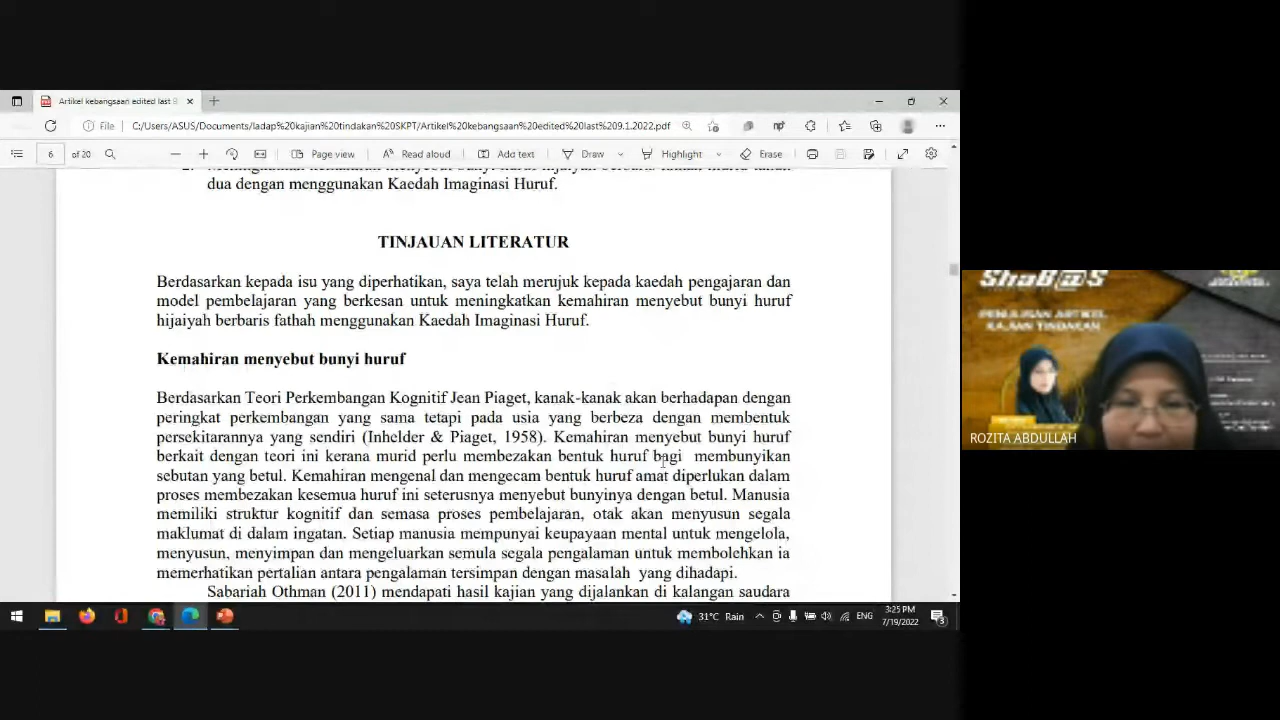 Artikel kebangsaan edited last 9
File C:/Users/ASUS/Documents/ladap%20kajian%20tindakan%20SKPT/Artikel%20kebangsaan%20edited%20last%209.1.2022.pdf
6 of 20 Page view Read aloud Add text Draw Highlight Erase
dua dengan menggunakan Kaedah Imaginasi Huruf.
TINJAUAN LITERATUR
Berdasarkan kepada isu yang diperhatikan, saya telah merujuk kepada kaedah pengajaran dan
model pembelajaran yang berkesan untuk meningkatkan kemahiran menyebut bunyi huruf
hijaiyah berbaris fathah menggunakan Kaedah Imaginasi Huruf.
Kemahiran menyebut bunyi huruf
Berdasarkan Teori Perkembangan Kognitif Jean Piaget, kanak-kanak akan berhadapan dengan
peringkat perkembangan yang sama tetapi pada usia yang berbeza dengan membentuk
persekitarannya yang sendiri (Inhelder & Piaget, 1958). Kemahiran menyebut bunyi huruf
berkait dengan teori ini kerana murid perlu membezakan bentuk huruf bagi membunyikan
sebutan yang betul. Kemahiran mengenal dan mengecam bentuk huruf amat diperlukan dalam
proses membezakan kesemua huruf ini seterusnya menyebut bunyinya dengan betul. Manusia
memiliki struktur kognitif dan semasa proses pembelajaran, otak akan menyusun segala
maklumat di dalam ingatan. Setiap manusia mempunyai keupayaan mental untuk mengelola,
menyusun, menyimpan dan mengeluarkan semula segala pengalaman untuk membolehkan ia
memerhatikan pertalian antara pengalaman tersimpan dengan masalah yang dihadapi.
Sabariah Othman (2011) mendapati hasil kajian yang dijalankan di kalangan saudara
31°C Rain ENG 3:25 PM
7/19/2022
3
Shab@S
PENULISAN ARTIKEL
KAJIAN TINDAKAN
ROZITA ABDULLAH